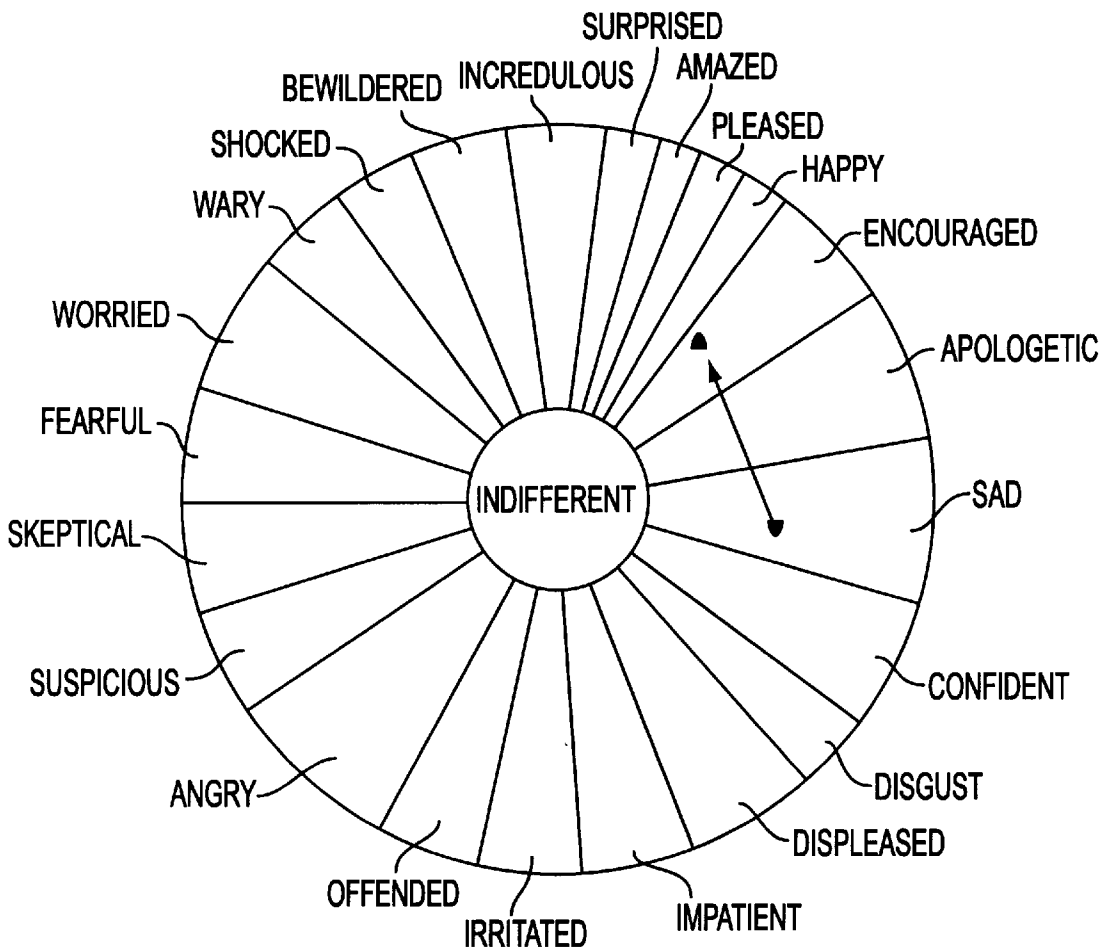 SURPRISED
AMAZED
INCREDULOUS
BEWILDERED
PLEASED
SHOCKED
HAPPY
WARY
ENCOURAGED
WORRIED
APOLOGETIC
FEARFUL
INDIFFERENT
SAD
SKEPTICAL
SUSPICIOUS
CONFIDENT
ANGRY
DISGUST
DISPLEASED
OFFENDED
IMPATIENT
IRRITATED